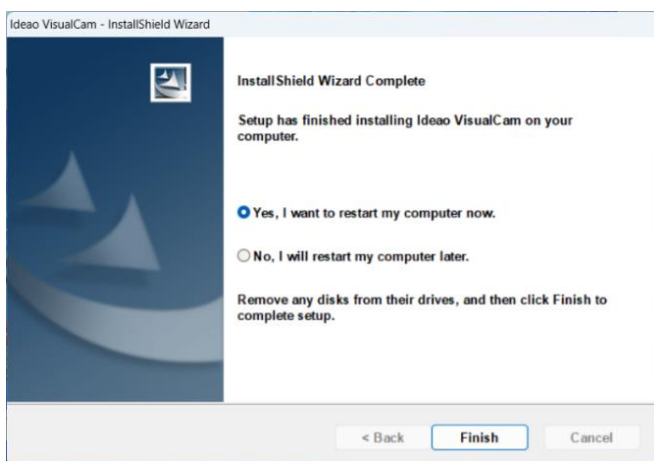 Ideao VisualCam - InstallShield Wizard
InstallShield Wizard Complete
Setup has finished installing Ideao VisualCam on your
computer.
Yes, I want to restart my computer now.
No, I will restart my computer later.
Remove any disks from their drives, and then click Finish to
complete setup.
< Back
Finish
Cancel